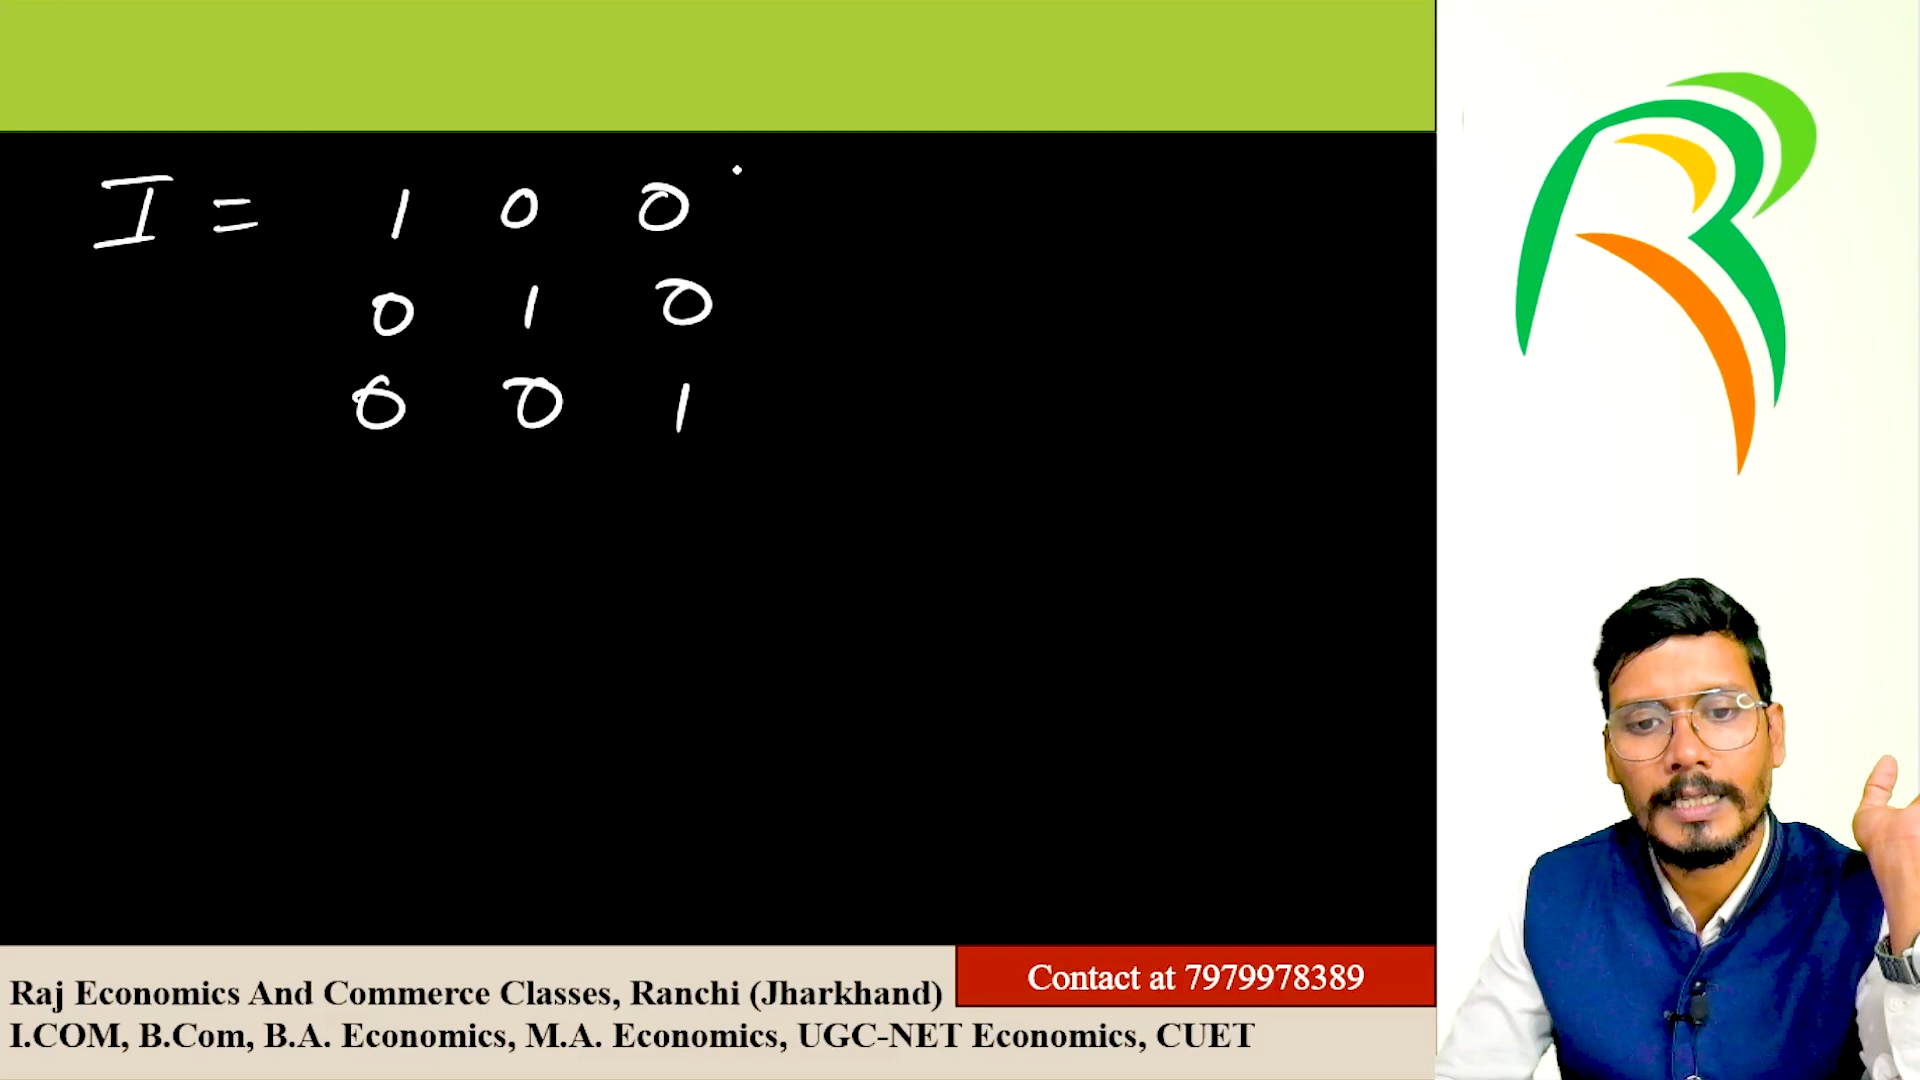 I = 1 0 0
0 1 0
0 0 1
Contact at 7979978389
Raj Economics And Commerce Classes, Ranchi (Jharkhand)
I.COM, B.Com, B.A. Economics, M.A. Economics, UGC-NET Economics, CUET